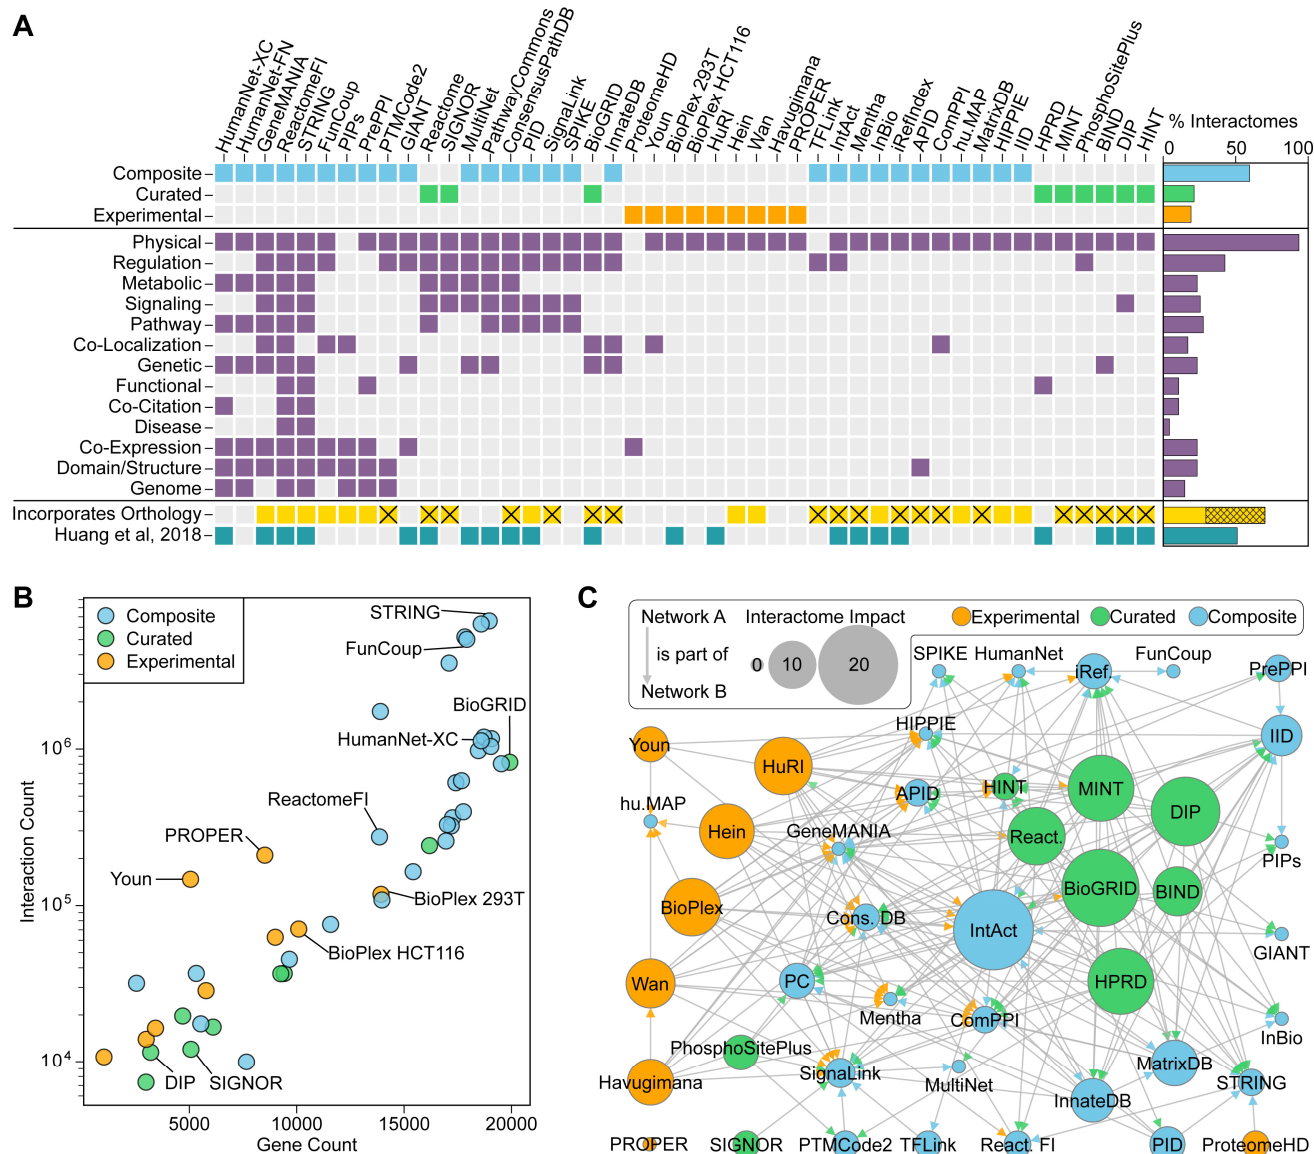 A
HumanNet-XC
HumanNet-FN
GeneMANIA
ReactomeFI
STRING
FunCoup
PIPs
PrePPI
PTMCode2
GIANT
Reactome
SIGNOR
MultiNet
PathwayCommons
ConsensusPathDB
PID
SignaLink
SPIKE
BioGRID
InnateDB
ProteomeHD
Youn
BioPlex 293T
BioPlex HCT116
HuRI
Hein
Wan
Havugimana
PROPER
TFLink
IntAct
Mentha
InBio
iRefIndex
APID
ComPPI
hu.MAP
MatrixDB
HIPPIE
IID
HPRD
MINT
PhosphoSitePlus
BIND
DIP
HINT
% Interactomes
0 50 100
Composite
Curated
Experimental
Physical
Regulation
Metabolic
Signaling
Pathway
Co-Localization
Genetic
Functional
Co-Citation
Disease
Co-Expression
Domain/Structure
Genome
Incorporates Orthology
Huang et al, 2018
B
Composite
Curated
Experimental
STRING
FunCoup
BioGRID
HumanNet-XC
ReactomeFI
PROPER
Youn
BioPlex 293T
BioPlex HCT116
DIP SIGNOR
Interaction Count
10⁶
10⁵
10⁴
5000 10000 15000 20000
Gene Count
C
Network A
is part of
Network B
Interactome Impact
0 10 20
Experimental Curated Composite
SPIKE HumanNet iRef. FunCoup PrePPI
HIPPIE IID
Youn HuRI
hu.MAP APID HINT MINT DIP
Hein GeneMANIA React. PIPs
BioPlex Cons. DB IntAct BioGRID BIND
GIANT
Wan PC HPRD
Mentha ComPPI InBio
PhosphoSitePlus
Havugimana SignaLink MultiNet InnateDB MatrixDB STRING
PROPER SIGNOR PTMCode2 TFLink React. FI PID ProteomeHD